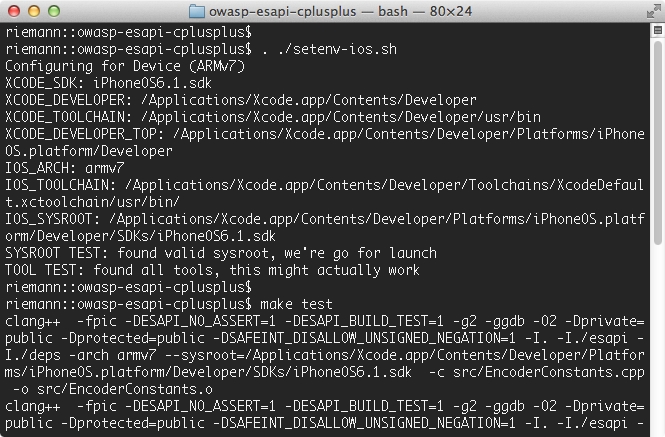 owasp-esapi-cplusplus — bash — 80×24
riemann::owasp-esapi-cplusplus$
riemann::owasp-esapi-cplusplus$ . ./setenv-ios.sh
Configuring for Device (ARMv7)
XCODE_SDK: iPhoneOS6.1.sdk
XCODE_DEVELOPER: /Applications/Xcode.app/Contents/Developer
XCODE_TOOLCHAIN: /Applications/Xcode.app/Contents/Developer/usr/bin
XCODE_DEVELOPER_TOP: /Applications/Xcode.app/Contents/Developer/Platforms/iPhone
OS.platform/Developer
IOS_ARCH: armv7
IOS_TOOLCHAIN: /Applications/Xcode.app/Contents/Developer/Toolchains/XcodeDefaul
t.xctoolchain/usr/bin/
IOS_SYSROOT: /Applications/Xcode.app/Contents/Developer/Platforms/iPhoneOS.platf
orm/Developer/SDKs/iPhoneOS6.1.sdk
SYSROOT TEST: found valid sysroot, we're go for launch
TOOL TEST: found all tools, this might actually work
riemann::owasp-esapi-cplusplus$
riemann::owasp-esapi-cplusplus$ make test
clang++  -fpic -DESAPI_NO_ASSERT=1 -DESAPI_BUILD_TEST=1 -g2 -ggdb -O2 -Dprivate=
public -Dprotected=public -DSAFEINT_DISALLOW_UNSIGNED_NEGATION=1 -I. -I./esapi -
I./deps -arch armv7 --sysroot=/Applications/Xcode.app/Contents/Developer/Platfor
ms/iPhoneOS.platform/Developer/SDKs/iPhoneOS6.1.sdk  -c src/EncoderConstants.cpp
 -o src/EncoderConstants.o
clang++  -fpic -DESAPI_NO_ASSERT=1 -DESAPI_BUILD_TEST=1 -g2 -ggdb -O2 -Dprivate=
public -Dprotected=public -DSAFEINT_DISALLOW_UNSIGNED_NEGATION=1 -I. -I./esapi -